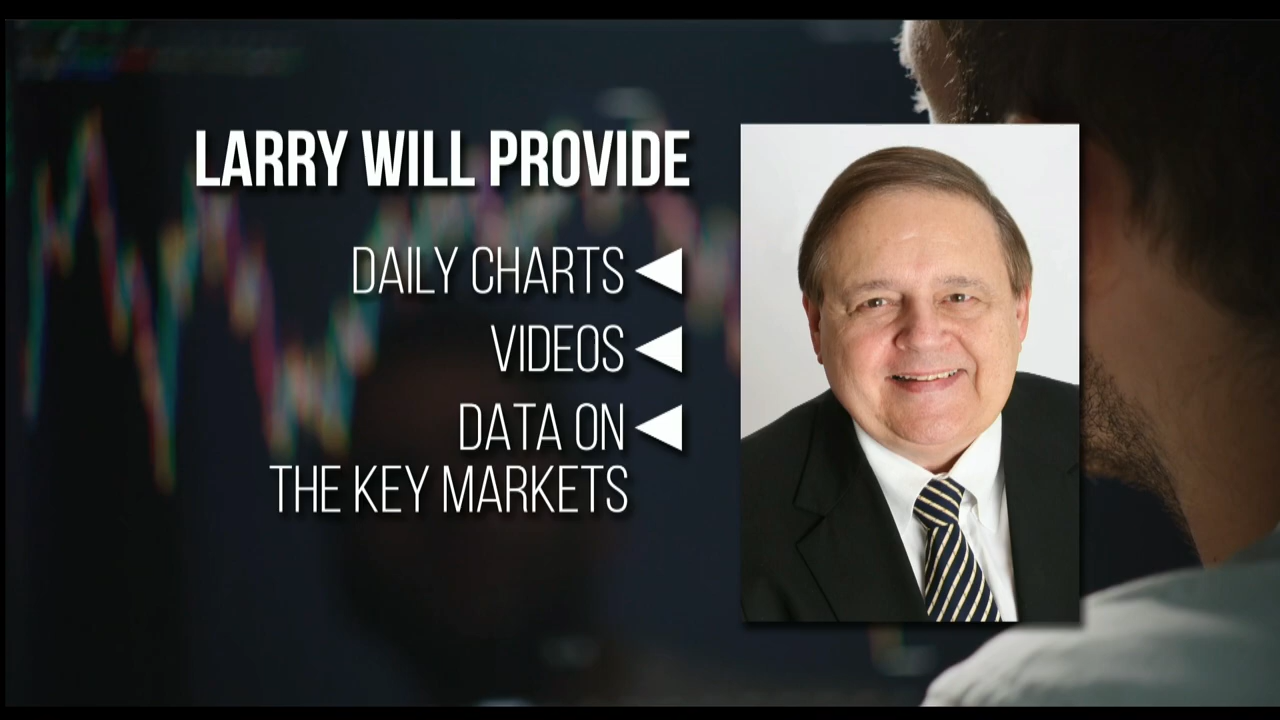 LARRY WILL PROVIDE
DAILY CHARTS
VIDEOS
DATA ON
THE KEY MARKETS